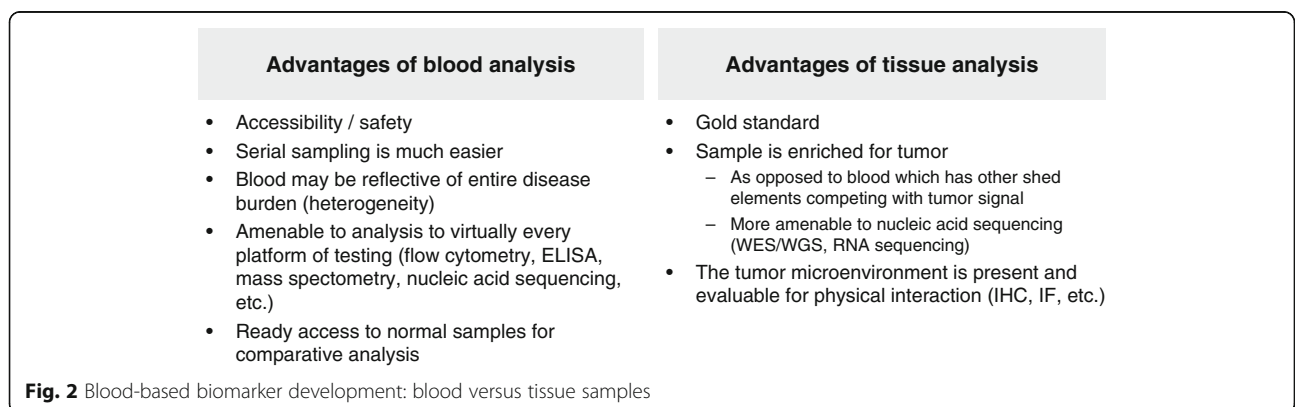 Advantages of blood analysis
• Accessibility / safety
• Serial sampling is much easier
• Blood may be reflective of entire disease
burden (heterogeneity)
• Amenable to analysis to virtually every
platform of testing (flow cytometry, ELISA,
mass spectometry, nucleic acid sequencing,
etc.)
• Ready access to normal samples for
comparative analysis
Advantages of tissue analysis
• Gold standard
• Sample is enriched for tumor
– As opposed to blood which has other shed
elements competing with tumor signal
– More amenable to nucleic acid sequencing
(WES/WGS, RNA sequencing)
• The tumor microenvironment is present and
evaluable for physical interaction (IHC, IF, etc.)
Fig. 2 Blood-based biomarker development: blood versus tissue samples